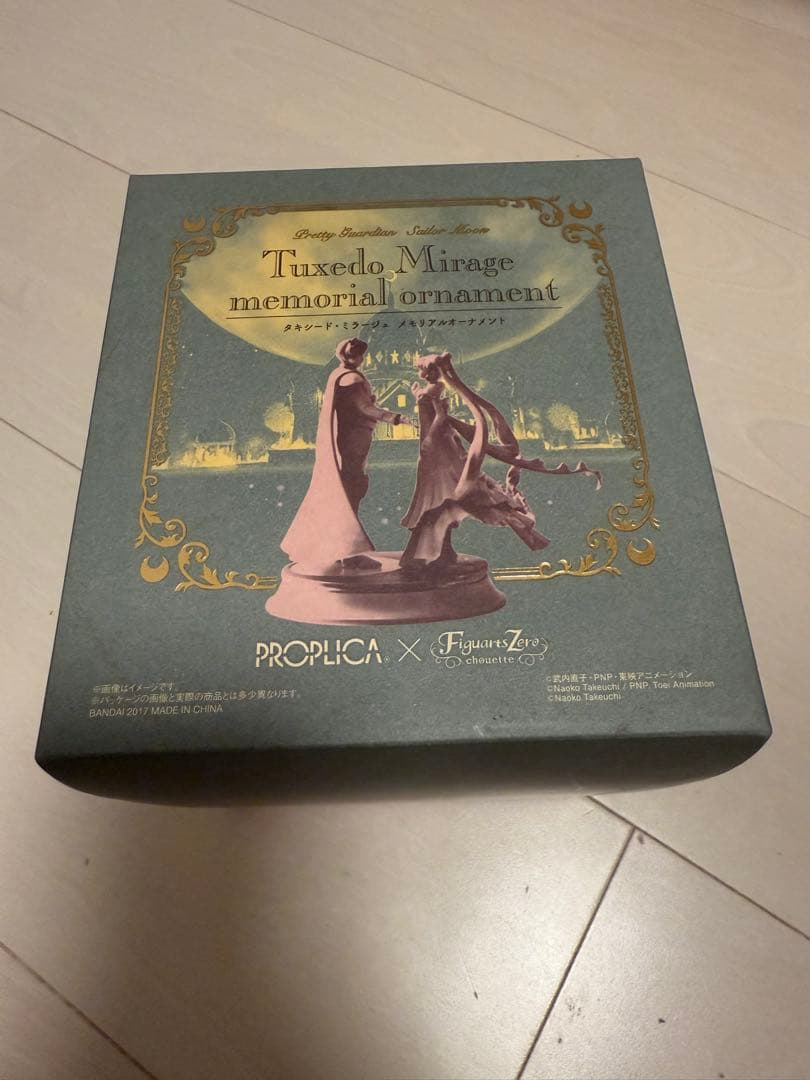 Pretty Guardian Sailor Moon
Tuxedo Mirage
memorial ornament
タキシード・ミラージュ メモリアルオーナメント
PROPLICA® × FiguartsZero
chouette
※画像はイメージです。
※パッケージの画像と実際の商品とは多少異なります。
BANDAI 2017 MADE IN CHINA
©武内直子・PNP・東映アニメーション
©Naoko Takeuchi / PNP, Toei Animation
©Naoko Takeuchi